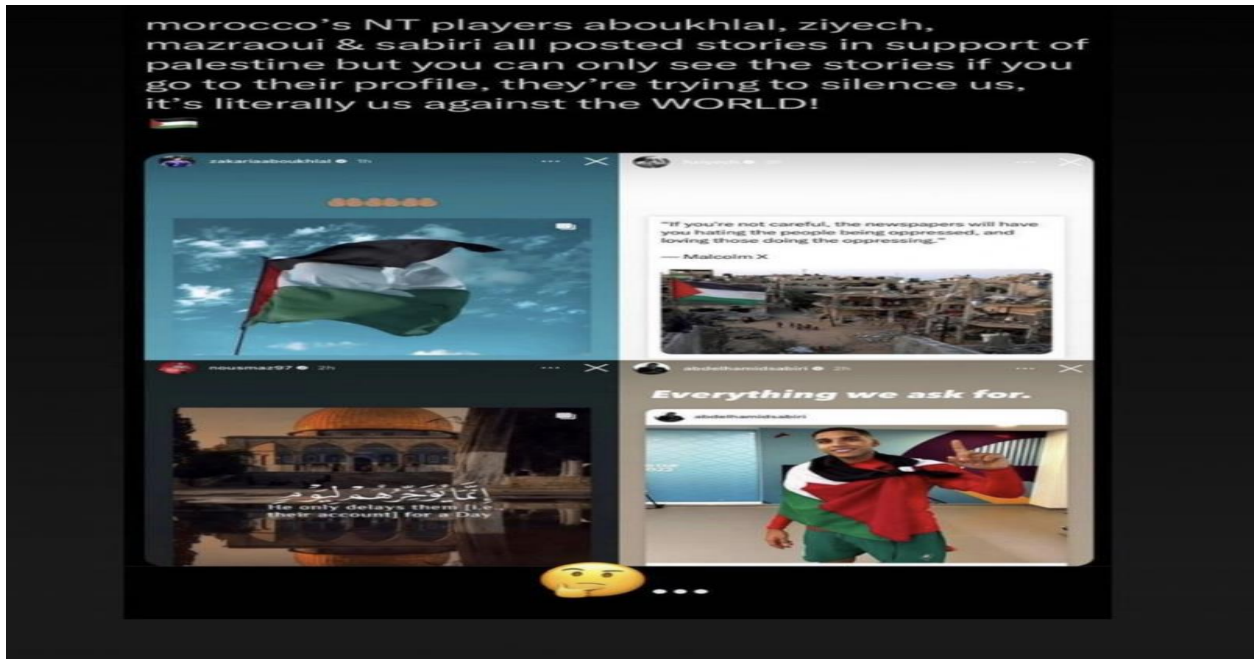 morocco's NT players aboukhlal, ziyech,
mazraoui & sabiri all posted stories in support of
palestine but you can only see the stories if you
go to their profile, they're trying to silence us,
it's literally us against the WORLD!
zakariaaboukhlal 1h
"If you're not careful, the newspapers will have
you hating the people being oppressed, and
loving those doing the oppressing."
— Malcolm X
nousmaz97 2h
إِنَّمَا يُؤَخِّرُهُمْ لِيَوْمٍ
He only delays them [i.e.,
their account] for a Day
abdelhamidsabiri 2h
Everything we ask for.
abdelhamidsabiri